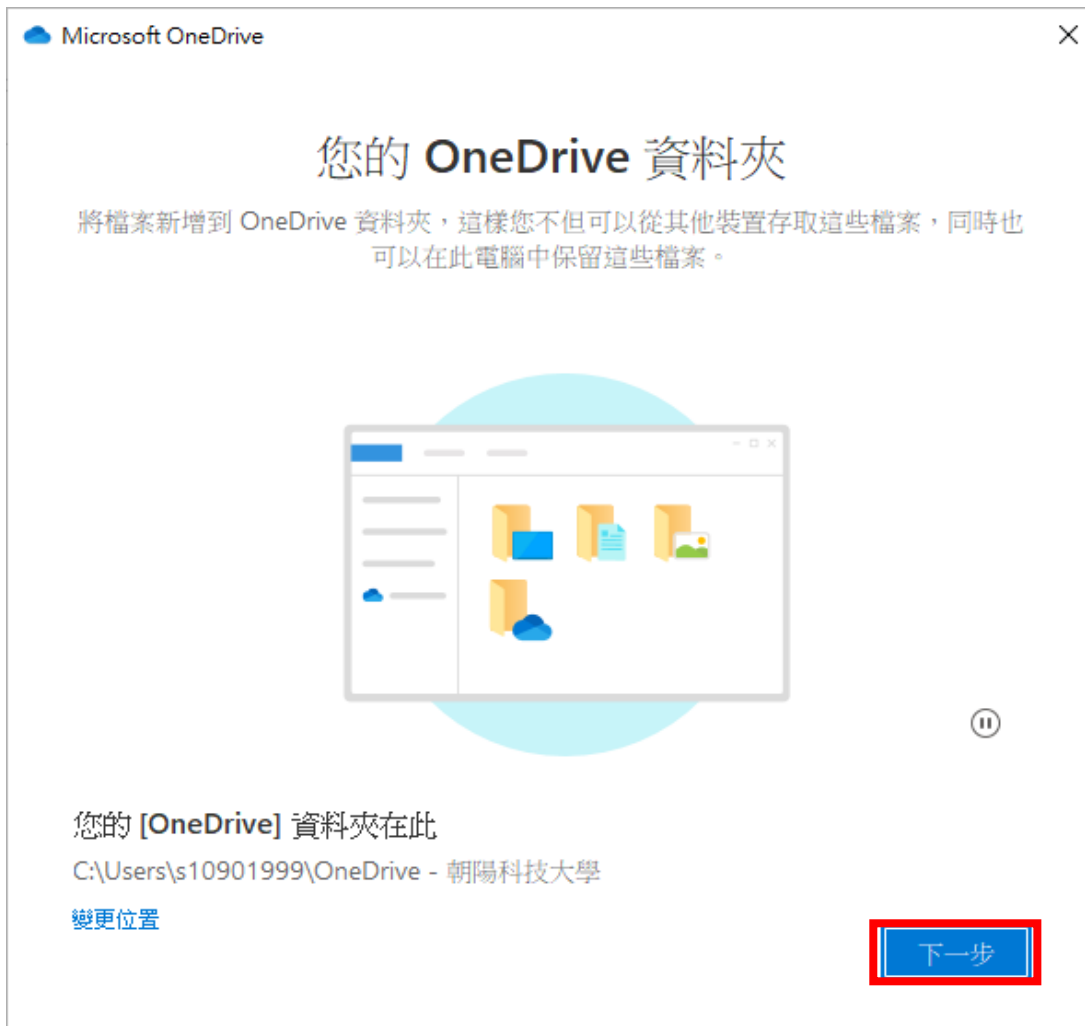 Microsoft OneDrive
您的 OneDrive 資料夾
將檔案新增到 OneDrive 資料夾，這樣您不但可以從其他裝置存取這些檔案，同時也
可以在此電腦中保留這些檔案。
您的 [OneDrive] 資料夾在此
C:\Users\s10901999\OneDrive - 朝陽科技大學
變更位置
下一步